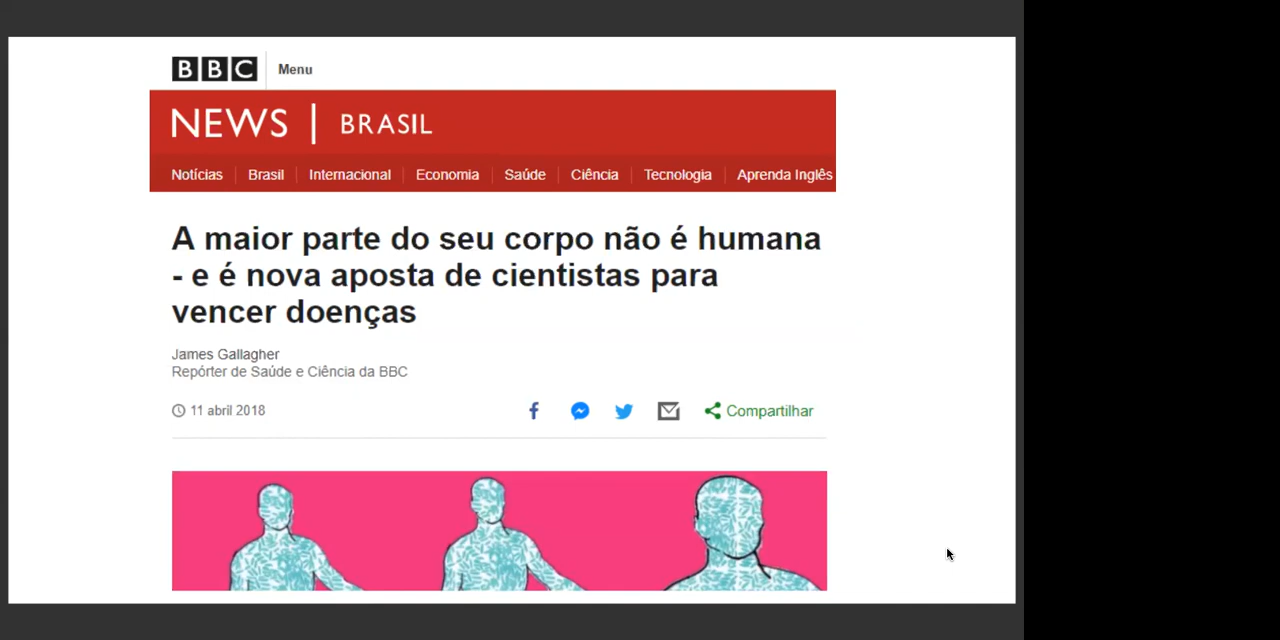 BBC Menu
NEWS | BRASIL
Notícias Brasil Internacional Economia Saúde Ciência Tecnologia Aprenda Inglês
A maior parte do seu corpo não é humana
- e é nova aposta de cientistas para
vencer doenças
James Gallagher
Repórter de Saúde e Ciência da BBC
11 abril 2018 Compartilhar